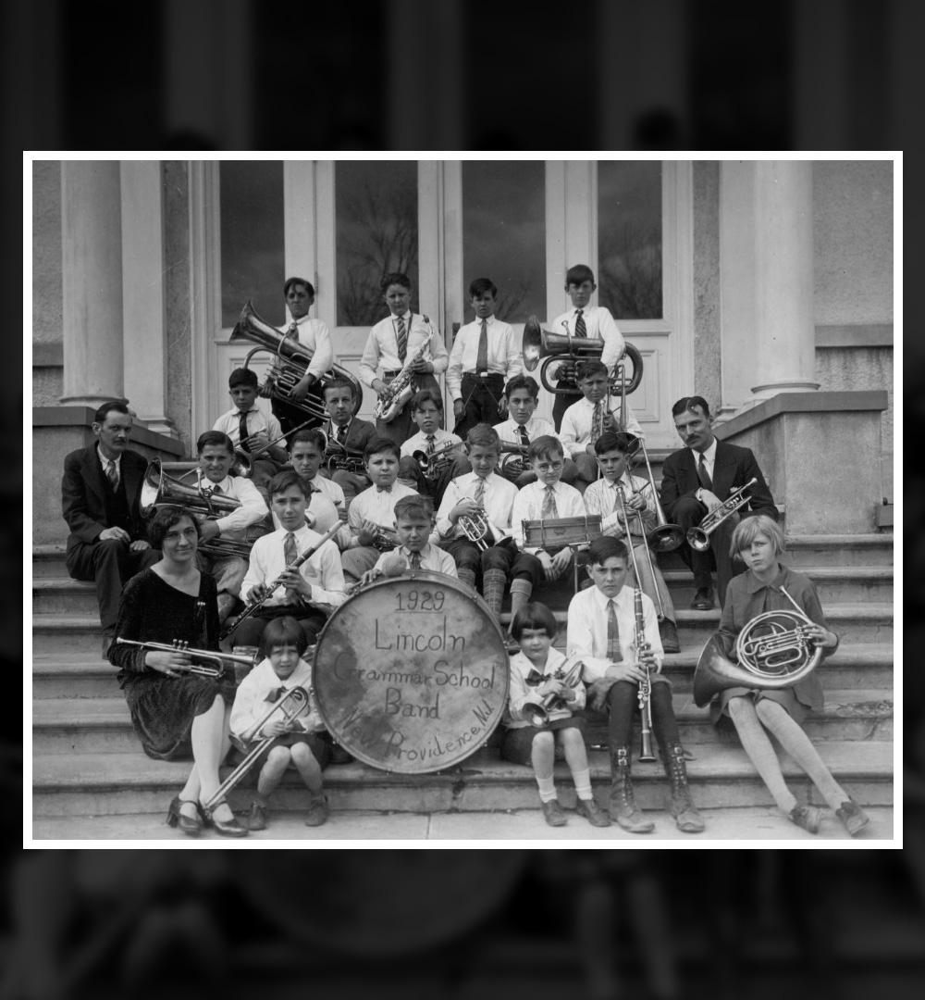 1929
Lincoln
Grammar School
Band
New Providence, N.J.